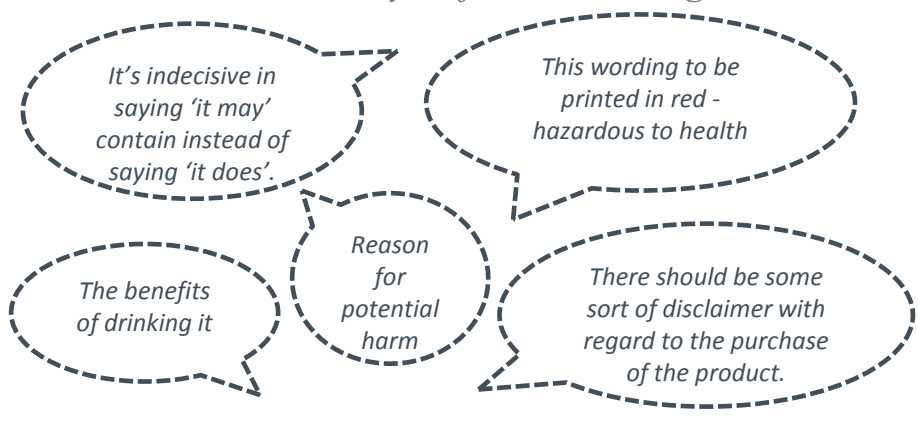 It's indecisive in
saying 'it may'
contain instead of
saying 'it does'.
This wording to be
printed in red -
hazardous to health
Reason
for
potential
harm
The benefits
of drinking it
There should be some
sort of disclaimer with
regard to the purchase
of the product.